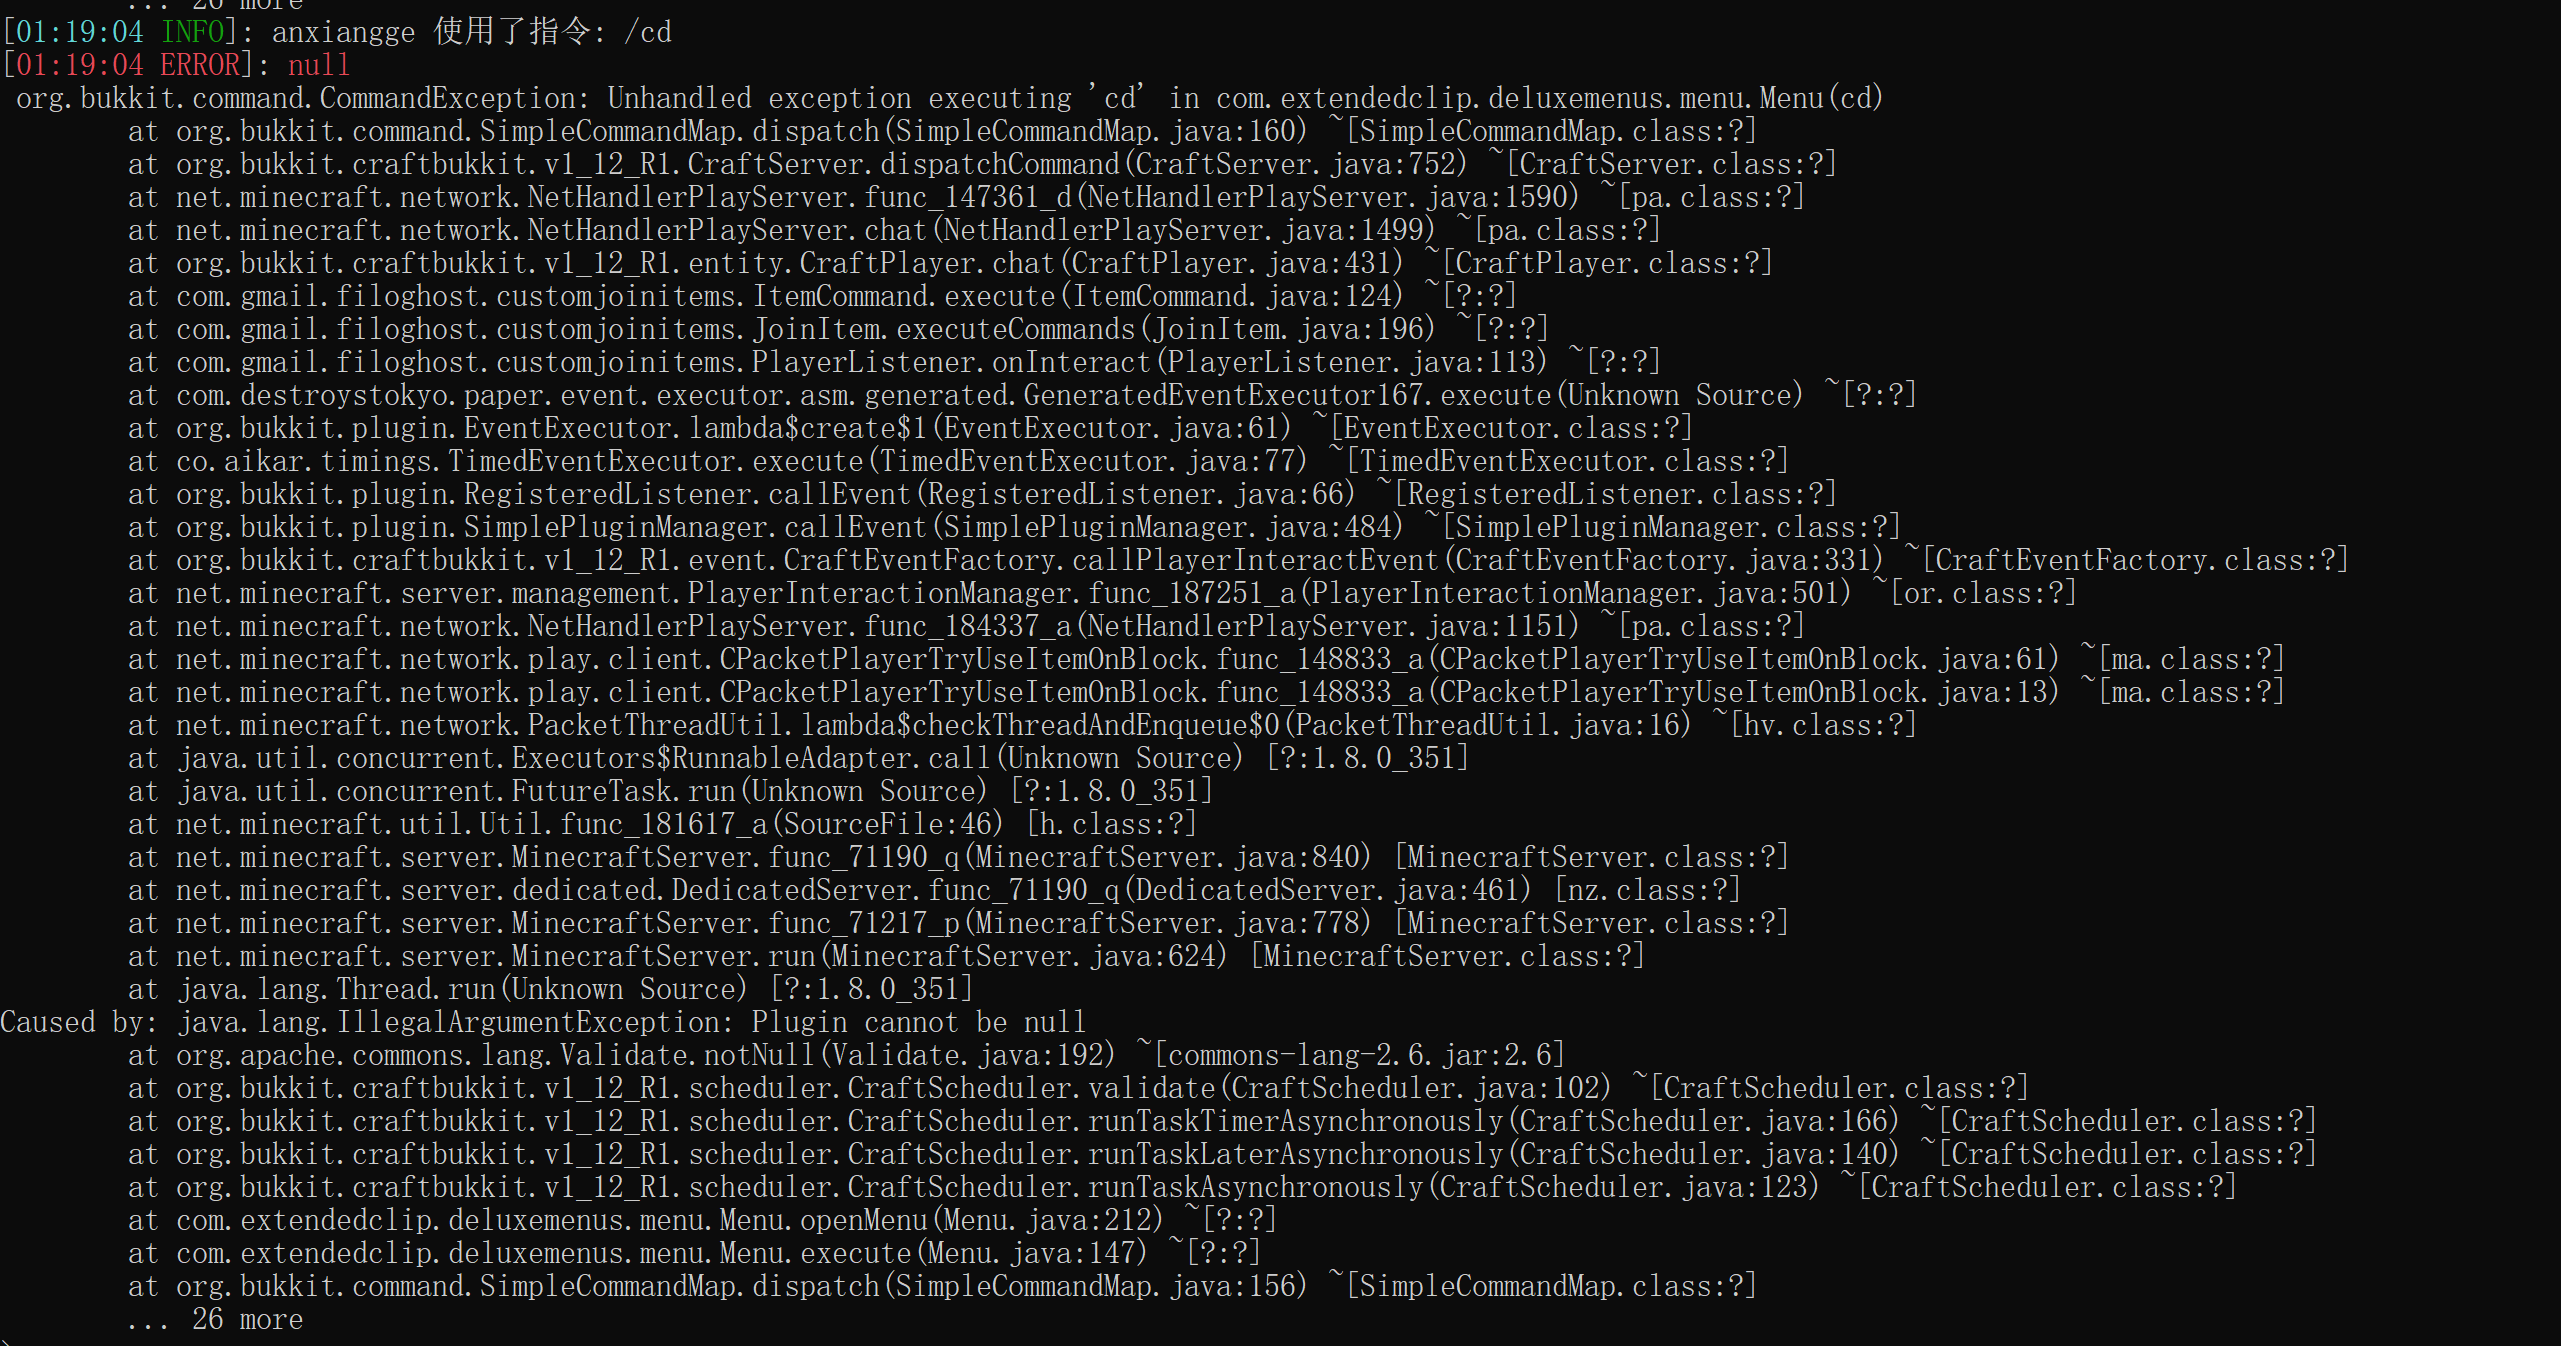 ... 26 more
[01:19:04 INFO]: anxiangge 使用了指令: /cd
[01:19:04 ERROR]: null
org.bukkit.command.CommandException: Unhandled exception executing 'cd' in com.extendedclip.deluxemenus.menu.Menu(cd)
at org.bukkit.command.SimpleCommandMap.dispatch(SimpleCommandMap.java:160) ~[SimpleCommandMap.class:?]
at org.bukkit.craftbukkit.v1_12_R1.CraftServer.dispatchCommand(CraftServer.java:752) ~[CraftServer.class:?]
at net.minecraft.network.NetHandlerPlayServer.func_147361_d(NetHandlerPlayServer.java:1590) ~[pa.class:?]
at net.minecraft.network.NetHandlerPlayServer.chat(NetHandlerPlayServer.java:1499) ~[pa.class:?]
at org.bukkit.craftbukkit.v1_12_R1.entity.CraftPlayer.chat(CraftPlayer.java:431) ~[CraftPlayer.class:?]
at com.gmail.filoghost.customjoinitems.ItemCommand.execute(ItemCommand.java:124) ~[?:?]
at com.gmail.filoghost.customjoinitems.JoinItem.executeCommands(JoinItem.java:196) ~[?:?]
at com.gmail.filoghost.customjoinitems.PlayerListener.onInteract(PlayerListener.java:113) ~[?:?]
at com.destroystokyo.paper.event.executor.asm.generated.GeneratedEventExecutor167.execute(Unknown Source) ~[?:?]
at org.bukkit.plugin.EventExecutor.lambda$create$1(EventExecutor.java:61) ~[EventExecutor.class:?]
at co.aikar.timings.TimedEventExecutor.execute(TimedEventExecutor.java:77) ~[TimedEventExecutor.class:?]
at org.bukkit.plugin.RegisteredListener.callEvent(RegisteredListener.java:66) ~[RegisteredListener.class:?]
at org.bukkit.plugin.SimplePluginManager.callEvent(SimplePluginManager.java:484) ~[SimplePluginManager.class:?]
at org.bukkit.craftbukkit.v1_12_R1.event.CraftEventFactory.callPlayerInteractEvent(CraftEventFactory.java:331) ~[CraftEventFactory.class:?]
at net.minecraft.server.management.PlayerInteractionManager.func_187251_a(PlayerInteractionManager.java:501) ~[or.class:?]
at net.minecraft.network.NetHandlerPlayServer.func_184337_a(NetHandlerPlayServer.java:1151) ~[pa.class:?]
at net.minecraft.network.play.client.CPacketPlayerTryUseItemOnBlock.func_148833_a(CPacketPlayerTryUseItemOnBlock.java:61) ~[ma.class:?]
at net.minecraft.network.play.client.CPacketPlayerTryUseItemOnBlock.func_148833_a(CPacketPlayerTryUseItemOnBlock.java:13) ~[ma.class:?]
at net.minecraft.network.PacketThreadUtil.lambda$checkThreadAndEnqueue$0(PacketThreadUtil.java:16) ~[hv.class:?]
at java.util.concurrent.Executors$RunnableAdapter.call(Unknown Source) [?:1.8.0_351]
at java.util.concurrent.FutureTask.run(Unknown Source) [?:1.8.0_351]
at net.minecraft.util.Util.func_181617_a(SourceFile:46) [h.class:?]
at net.minecraft.server.MinecraftServer.func_71190_q(MinecraftServer.java:840) [MinecraftServer.class:?]
at net.minecraft.server.dedicated.DedicatedServer.func_71190_q(DedicatedServer.java:461) [nz.class:?]
at net.minecraft.server.MinecraftServer.func_71217_p(MinecraftServer.java:778) [MinecraftServer.class:?]
at net.minecraft.server.MinecraftServer.run(MinecraftServer.java:624) [MinecraftServer.class:?]
at java.lang.Thread.run(Unknown Source) [?:1.8.0_351]
Caused by: java.lang.IllegalArgumentException: Plugin cannot be null
at org.apache.commons.lang.Validate.notNull(Validate.java:192) ~[commons-lang-2.6.jar:2.6]
at org.bukkit.craftbukkit.v1_12_R1.scheduler.CraftScheduler.validate(CraftScheduler.java:102) ~[CraftScheduler.class:?]
at org.bukkit.craftbukkit.v1_12_R1.scheduler.CraftScheduler.runTaskTimerAsynchronously(CraftScheduler.java:166) ~[CraftScheduler.class:?]
at org.bukkit.craftbukkit.v1_12_R1.scheduler.CraftScheduler.runTaskLaterAsynchronously(CraftScheduler.java:140) ~[CraftScheduler.class:?]
at org.bukkit.craftbukkit.v1_12_R1.scheduler.CraftScheduler.runTaskAsynchronously(CraftScheduler.java:123) ~[CraftScheduler.class:?]
at com.extendedclip.deluxemenus.menu.Menu.openMenu(Menu.java:212) ~[?:?]
at com.extendedclip.deluxemenus.menu.Menu.execute(Menu.java:147) ~[?:?]
at org.bukkit.command.SimpleCommandMap.dispatch(SimpleCommandMap.java:156) ~[SimpleCommandMap.class:?]
... 26 more